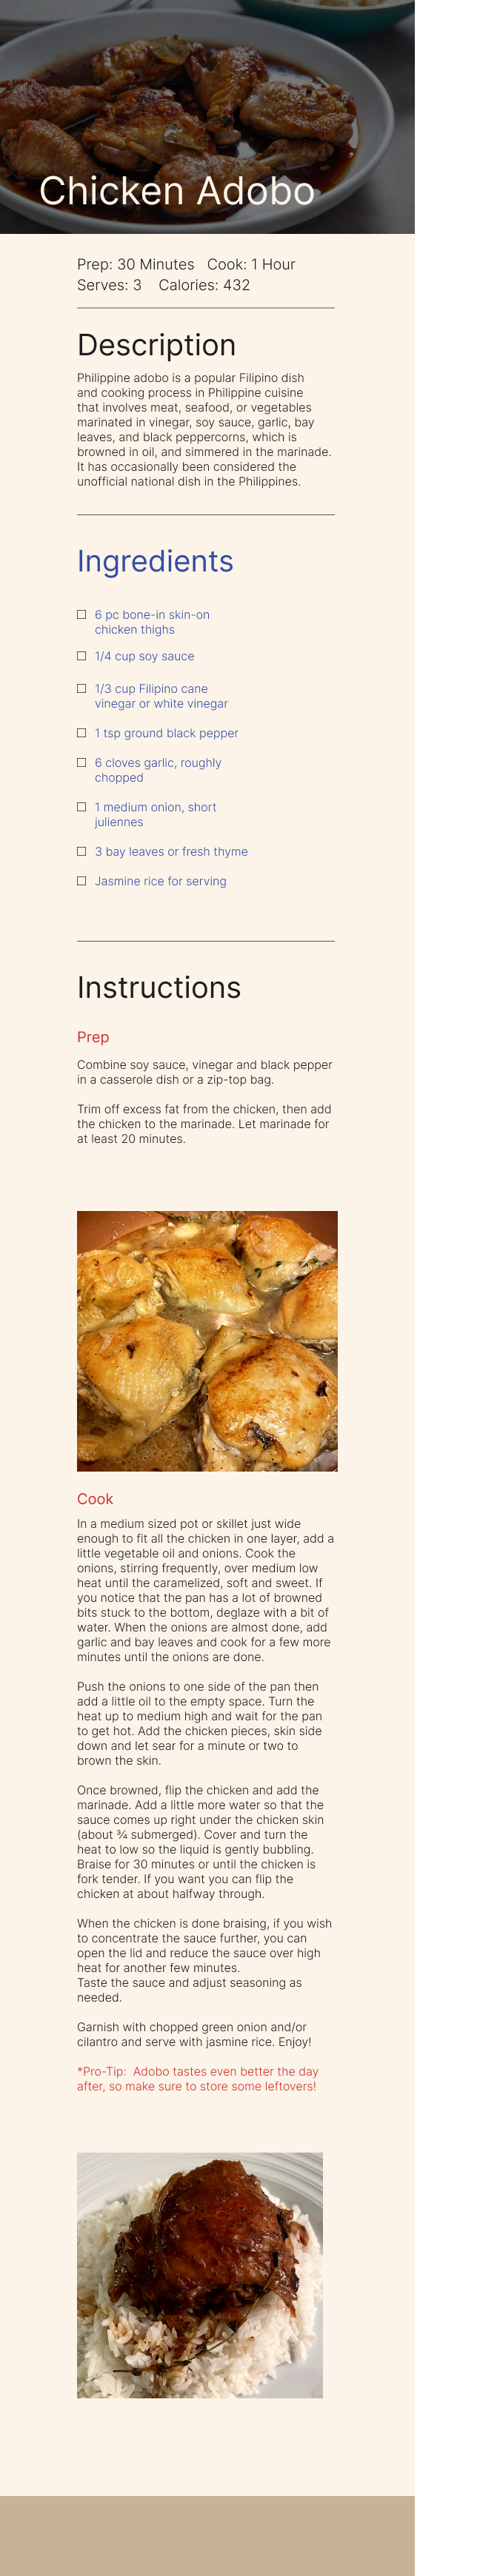 Chicken Adobo
Prep: 30 Minutes   Cook: 1 Hour
Serves: 3    Calories: 432
Description
Philippine adobo is a popular Filipino dish
and cooking process in Philippine cuisine
that involves meat, seafood, or vegetables
marinated in vinegar, soy sauce, garlic, bay
leaves, and black peppercorns, which is
browned in oil, and simmered in the marinade.
It has occasionally been considered the
unofficial national dish in the Philippines.
Ingredients
6 pc bone-in skin-on
chicken thighs
1/4 cup soy sauce
1/3 cup Filipino cane
vinegar or white vinegar
1 tsp ground black pepper
6 cloves garlic, roughly
chopped
1 medium onion, short
juliennes
3 bay leaves or fresh thyme
Jasmine rice for serving
Instructions
Prep
Combine soy sauce, vinegar and black pepper
in a casserole dish or a zip-top bag.
Trim off excess fat from the chicken, then add
the chicken to the marinade. Let marinade for
at least 20 minutes.
Cook
In a medium sized pot or skillet just wide
enough to fit all the chicken in one layer, add a
little vegetable oil and onions. Cook the
onions, stirring frequently, over medium low
heat until the caramelized, soft and sweet. If
you notice that the pan has a lot of browned
bits stuck to the bottom, deglaze with a bit of
water. When the onions are almost done, add
garlic and bay leaves and cook for a few more
minutes until the onions are done.
Push the onions to one side of the pan then
add a little oil to the empty space. Turn the
heat up to medium high and wait for the pan
to get hot. Add the chicken pieces, skin side
down and let sear for a minute or two to
brown the skin.
Once browned, flip the chicken and add the
marinade. Add a little more water so that the
sauce comes up right under the chicken skin
(about ¾ submerged). Cover and turn the
heat to low so the liquid is gently bubbling.
Braise for 30 minutes or until the chicken is
fork tender. If you want you can flip the
chicken at about halfway through.
When the chicken is done braising, if you wish
to concentrate the sauce further, you can
open the lid and reduce the sauce over high
heat for another few minutes.
Taste the sauce and adjust seasoning as
needed.
Garnish with chopped green onion and/or
cilantro and serve with jasmine rice. Enjoy!
*Pro-Tip:  Adobo tastes even better the day
after, so make sure to store some leftovers!